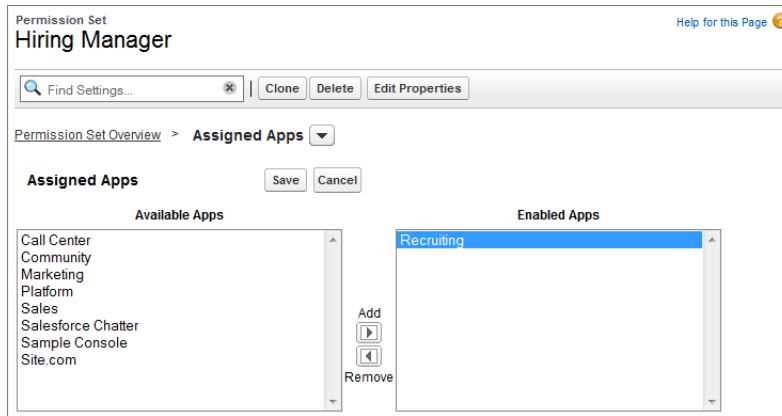 Permission Set
Help for this Page
Hiring Manager
Find Settings...
Clone
Delete
Edit Properties
Permission Set Overview > Assigned Apps
Assigned Apps
Save
Cancel
Available Apps
Enabled Apps
Call Center
Community
Marketing
Platform
Sales
Salesforce Chatter
Sample Console
Site.com
Add
Remove
Recruiting